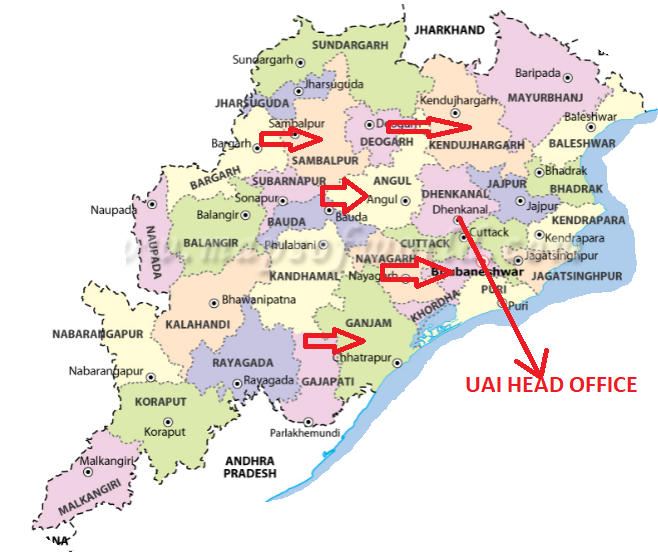 JHARKHAND
SUNDARGARH
Sundargarh
Baripada
Jharsuguda
Kendujhargarh
MAYURBHANJ
JHARSUGUDA
Sambalpur
Deogarh
Baleshwar
Bargarh
DEOGARH
KENDUJHARGARH
BALESHWAR
SAMBALPUR
BARGARH
SUBARNAPUR
ANGUL
Bhadrak
JAJPUR
BHADRAK
Naupada
Sonapur
Angul
DHENKANAL
Jajpur
Balangir
BAUDA
Bauda
Dhenkanal
KENDRAPARA
NAUPADA
BALANGIR
Phulabani
CUTTACK
Cuttack
Kendrapara
NAYAGARH
Jagatsinghpur
KANDHAMAL
Nayagarh
Bhubaneshwar
JAGATSINGHPUR
Bhawanipatna
PURI
Puri
KHORDHA
KALAHANDI
GANJAM
NABARANGAPUR
RAYAGADA
Chhatrapur
Nabarangapur
Rayagada
GAJAPATI
UAI HEAD OFFICE
KORAPUT
Koraput
Parlakhemundi
Malkangiri
ANDHRA
PRADESH
MALKANGIRI
NA